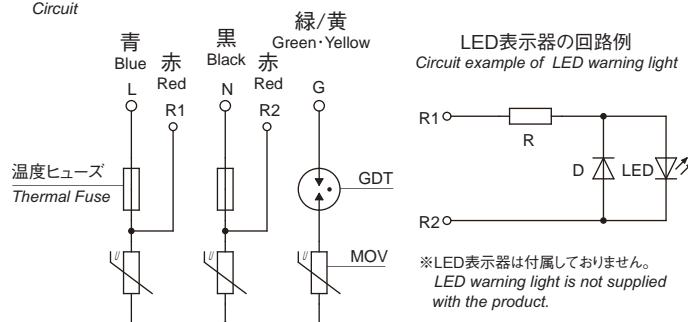 Circuit
青
Blue
赤
Red
黒
Black
赤
Red
緑/黄
Green·Yellow
L
R1
N
R2
G
温度ヒューズ
Thermal Fuse
GDT
MOV
U
U
U
LED表示器の回路例
Circuit example of LED warning light
R1
R
D
LED
R2
※LED表示器は付属しておりません。
LED warning light is not supplied
with the product.